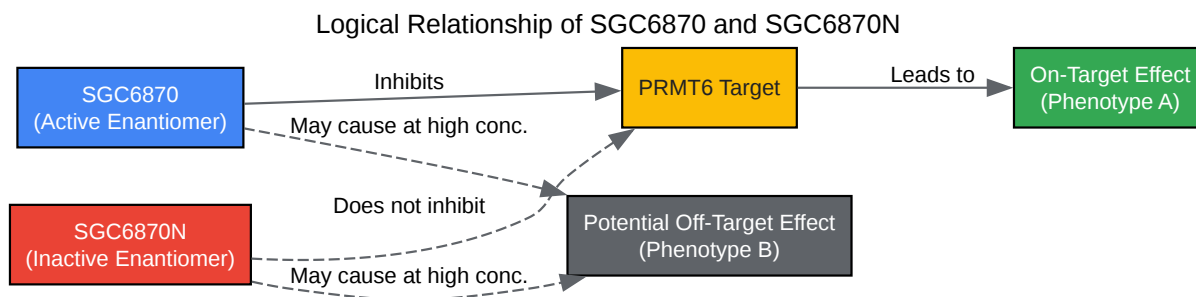 Logical Relationship of SGC6870 and SGC6870N
SGC6870
(Active Enantiomer)
Inhibits
PRMT6 Target
Leads to
On-Target Effect
(Phenotype A)
May cause at high conc.
Does not inhibit
SGC6870N
(Inactive Enantiomer)
Potential Off-Target Effect
(Phenotype B)
May cause at high conc.